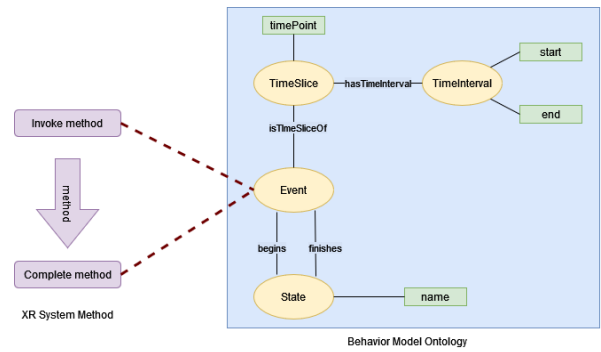 timePoint
start
TimeSlice
hasTimeInterval
TimeInterval
end
Invoke method
isTImeSliceOf
method
Event
begins
finishes
Complete method
State
name
XR System Method
Behavior Model Ontology